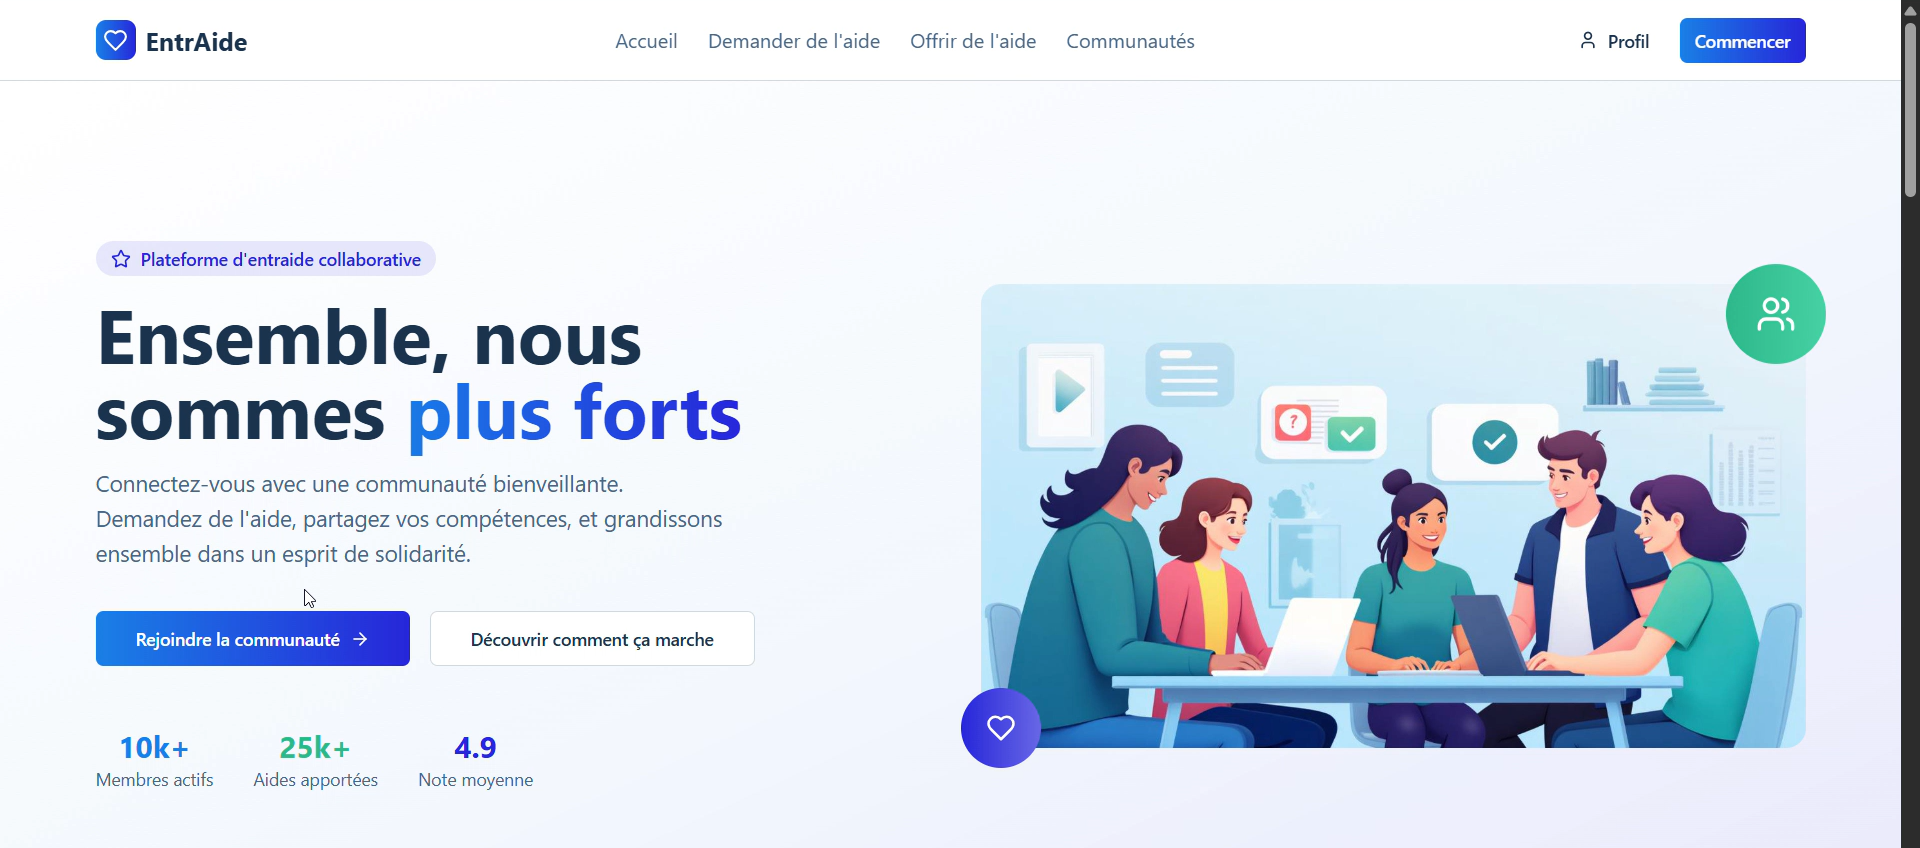 EntrAide
Accueil
Demander de l'aide
Offrir de l'aide
Communautés
Profil
Commencer
Plateforme d'entraide collaborative
Ensemble, nous
sommes plus forts
Connectez-vous avec une communauté bienveillante.
Demandez de l'aide, partagez vos compétences, et grandissons
ensemble dans un esprit de solidarité.
Rejoindre la communauté
Découvrir comment ça marche
10k+
Membres actifs
25k+
Aides apportées
4.9
Note moyenne
?